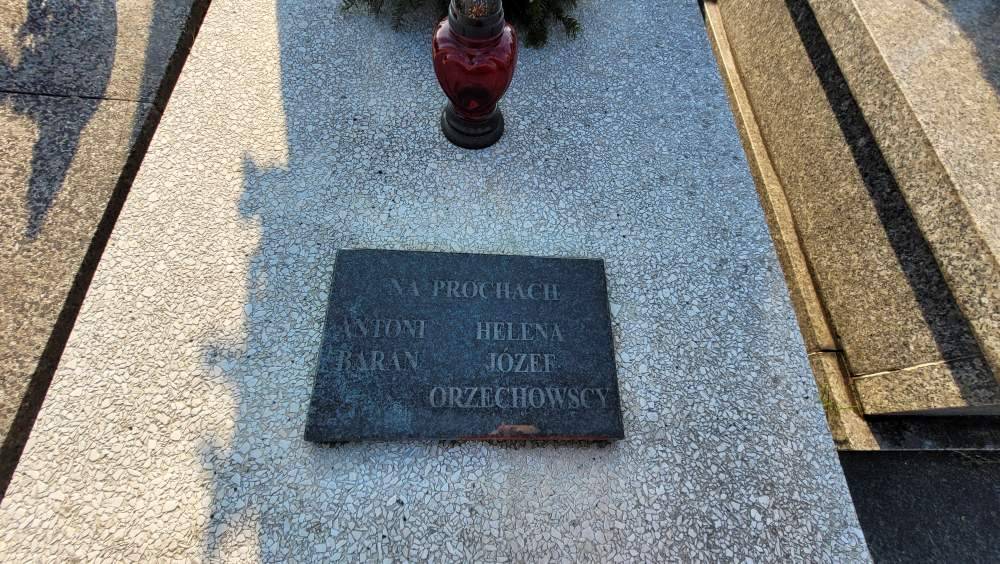 NA PROCHACH
ANTONI
BARAN
HELENA
JÓZEF
ORZECHOWSCY